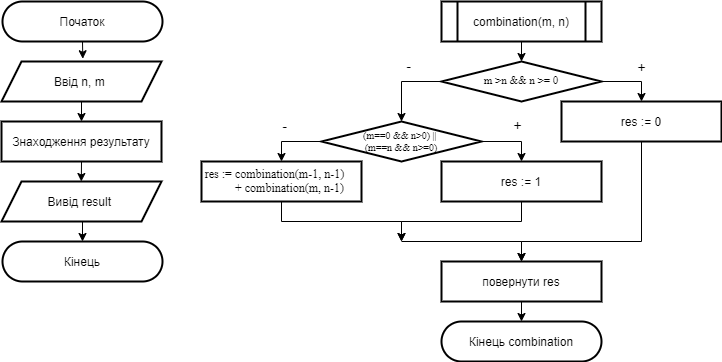 Початок
Ввід n, m
Знаходження результату
Вивід result
Кінець
combination(m, n)
m >n && n >= 0
-
+
res := 0
(m==0 && n>0) ||
(m==n && n>=0)
-
+
res := combination(m-1, n-1)
+ combination(m, n-1)
res := 1
повернути res
Кінець combination